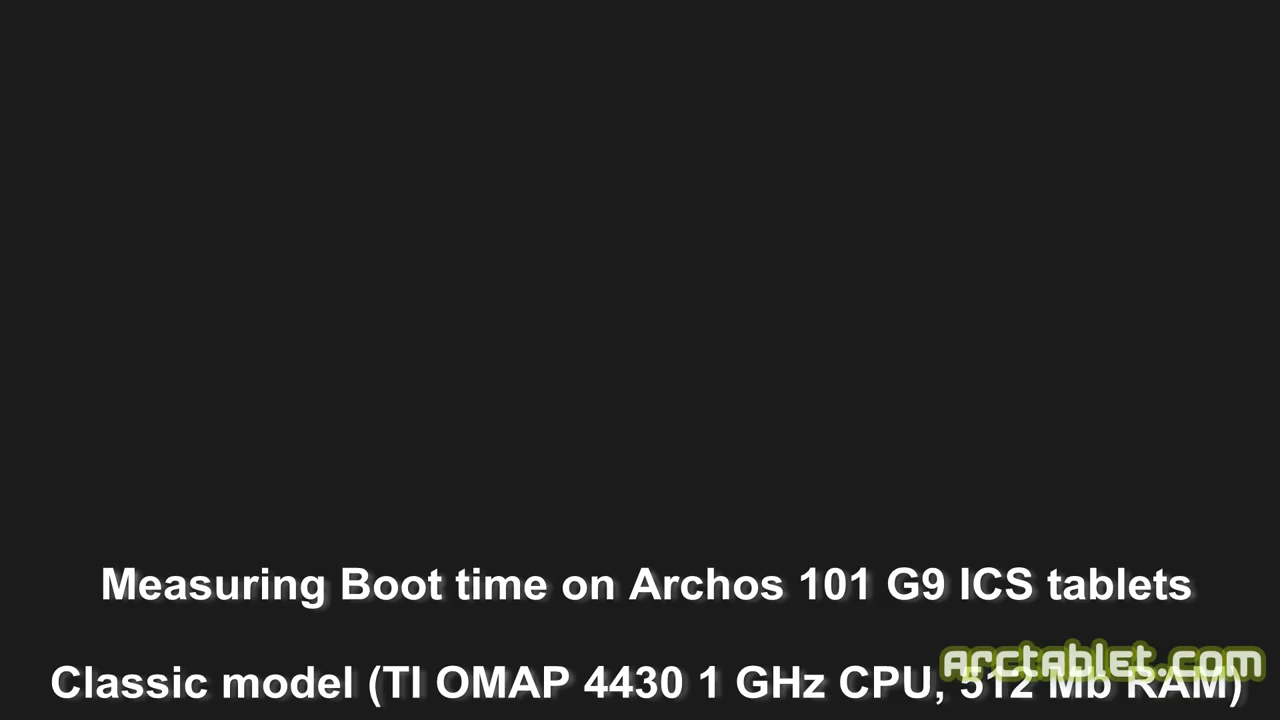 Measuring Boot time on Archos 101 G9 ICS tablets
Classic model (TI OMAP 4430 1 GHz CPU, 512 Mb RAM)
arctablet.com